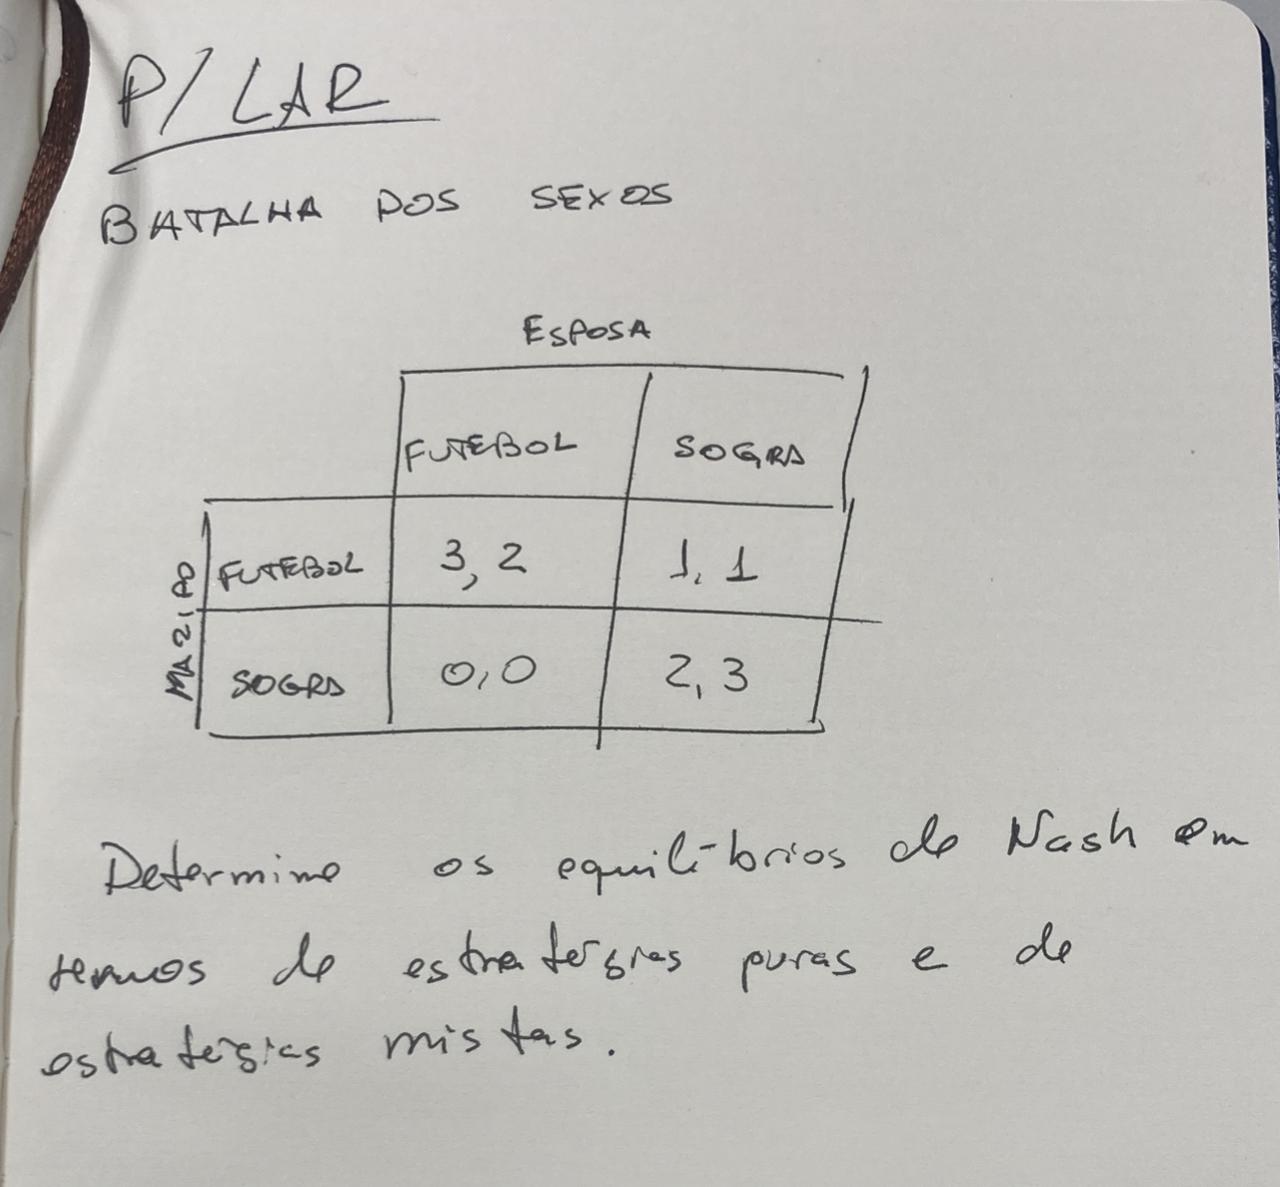 P/ LAR
BATALHA DOS SEXOS
ESPOSA
FUTEBOL SOGRA
MARIDO
FUTEBOL 3, 2 1, 1
SOGRA 0, 0 2, 3
Determine os equilíbrios de Nash em
termos de estratégias puras e de
estratégias mistas.